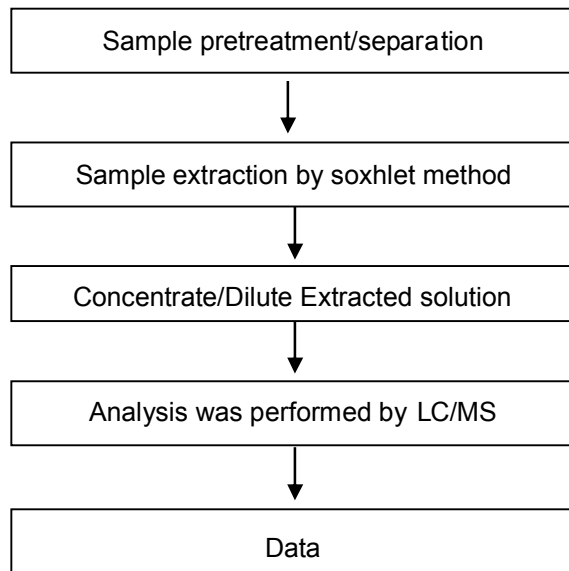 Sample pretreatment/separation
Sample extraction by soxhlet method
Concentrate/Dilute Extracted solution
Analysis was performed by LC/MS
Data